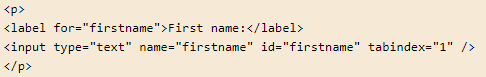 <p>
<label for="firstname">First name:</label>
<input type="text" name="firstname" id="firstname" tabindex="1" />
</p>